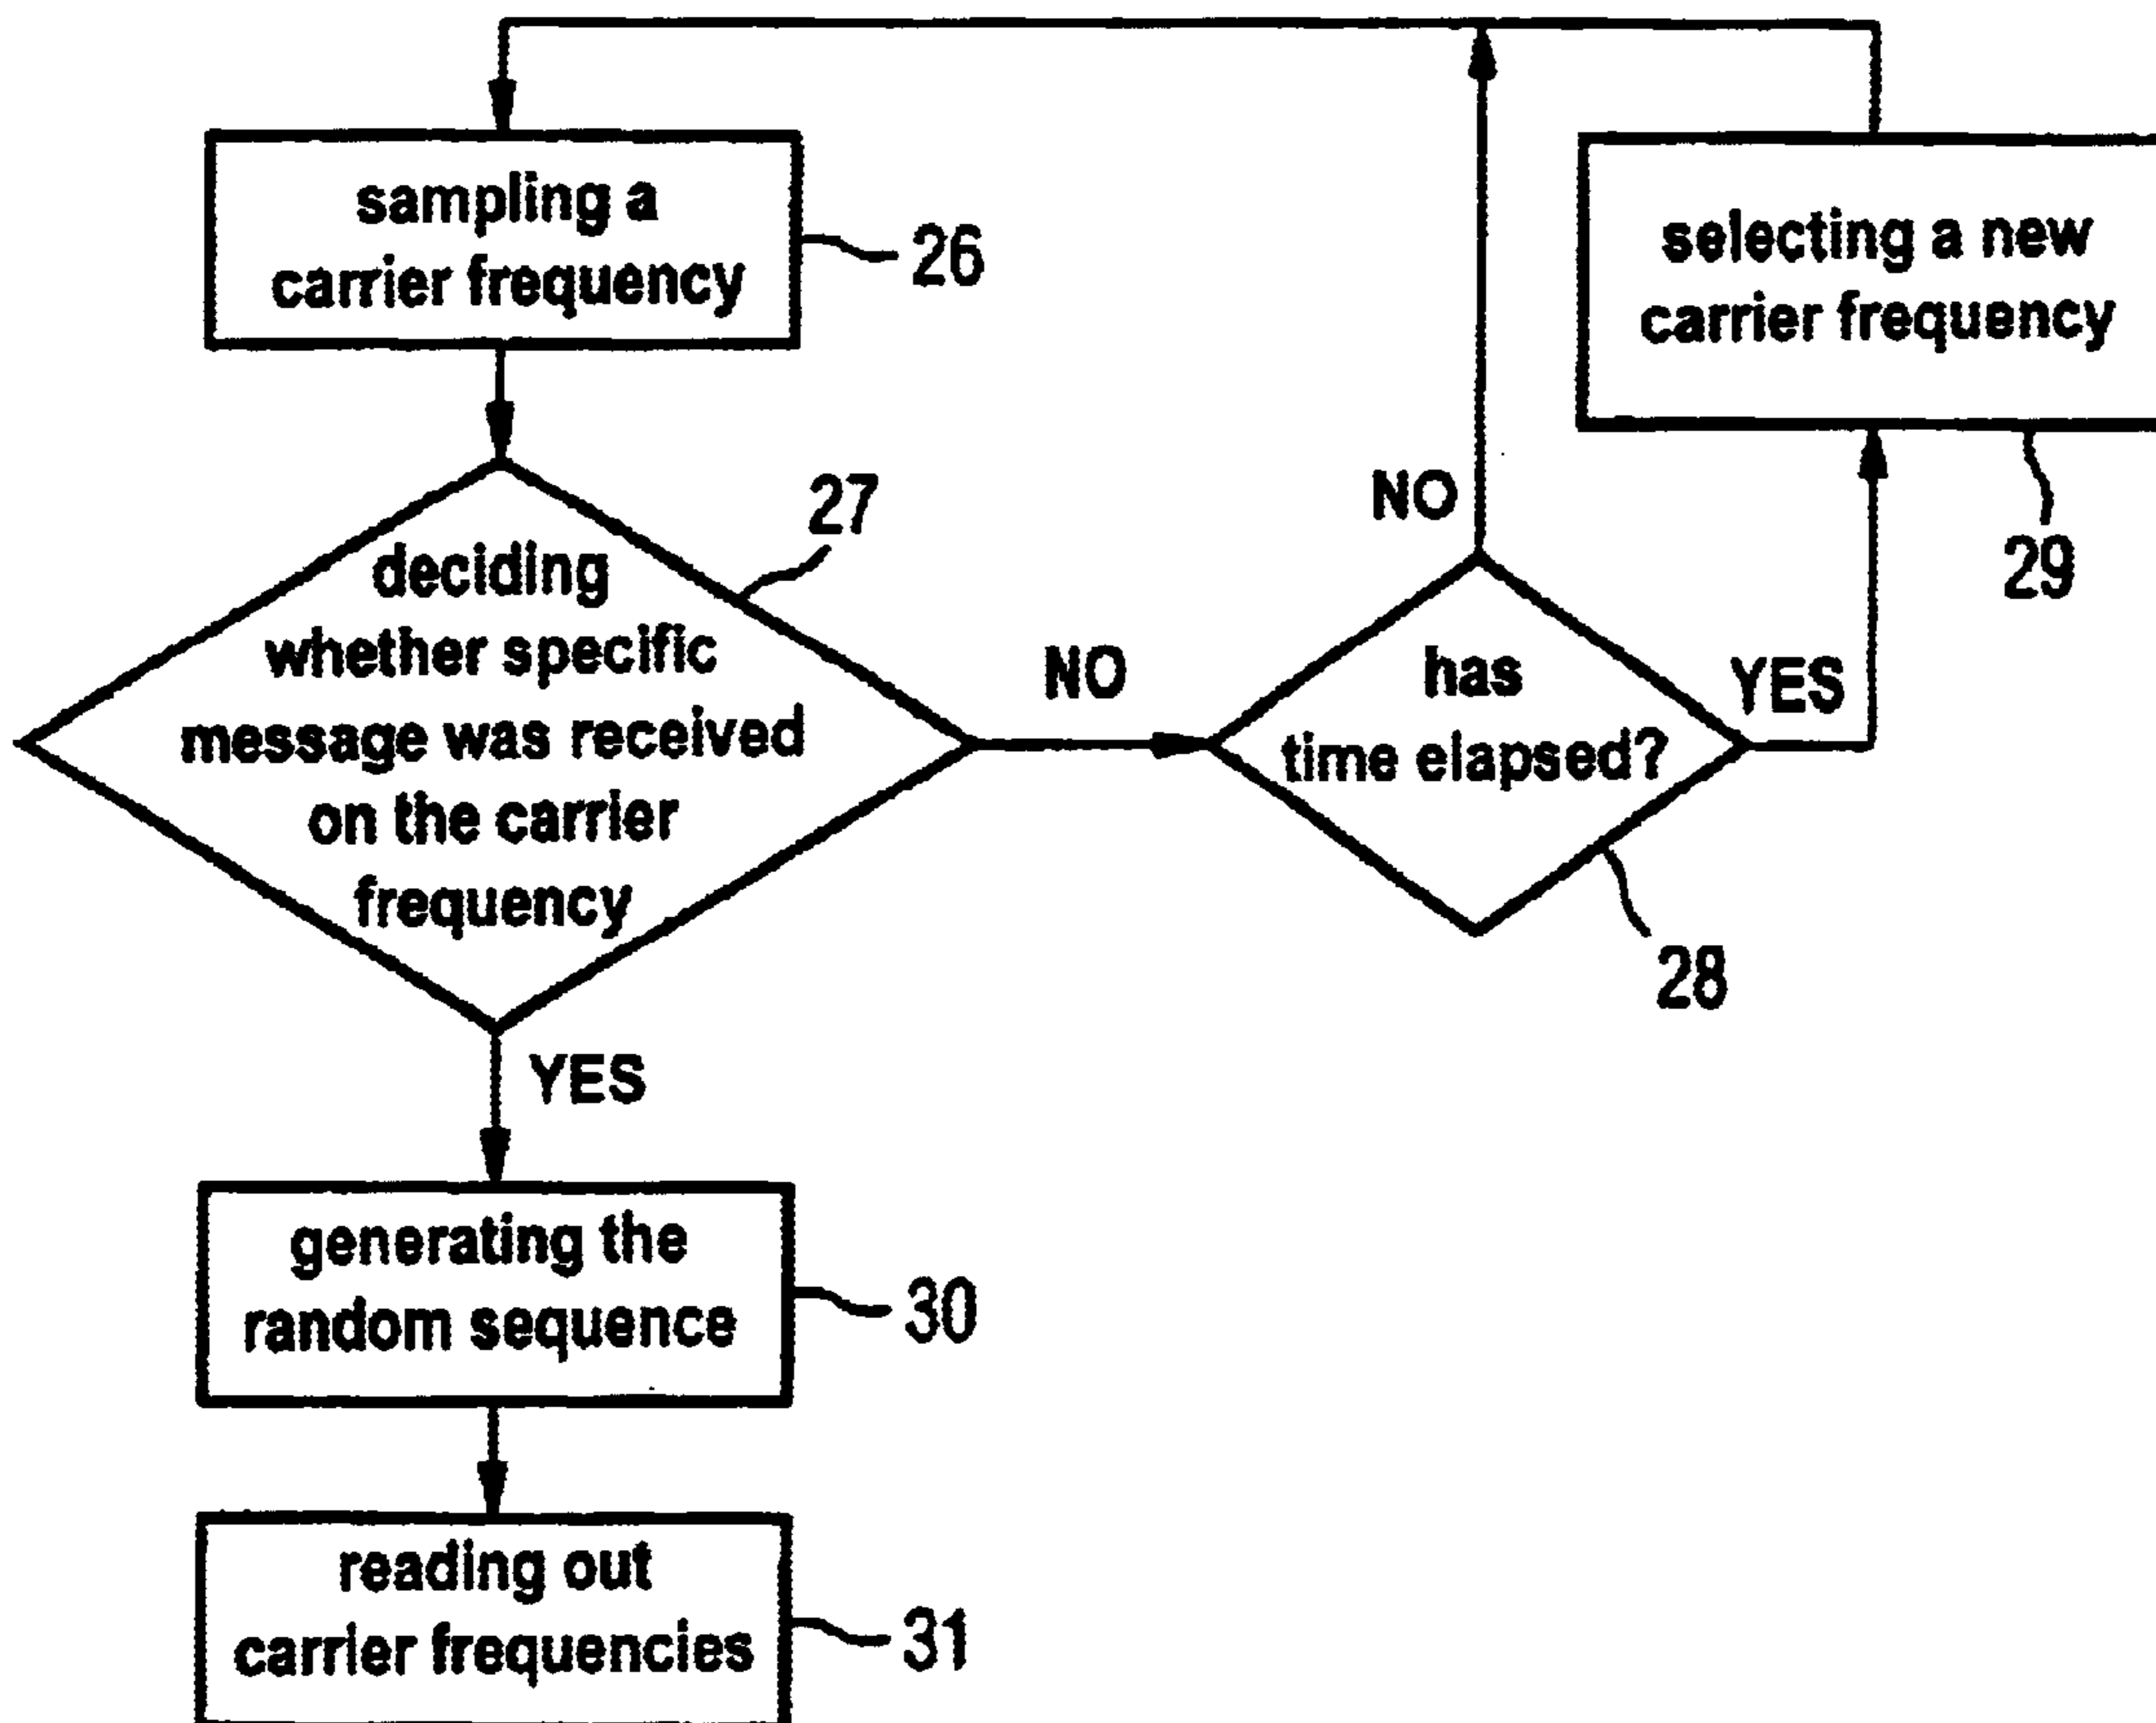 sampling a
carrier frequency
26
selecting a new
carrier frequency
29
27
deciding
whether specific
message was received
on the carrier
frequency
NO
NO
has
time elapsed?
YES
28
YES
generating the
random sequence
30
reading out
carrier frequencies
31